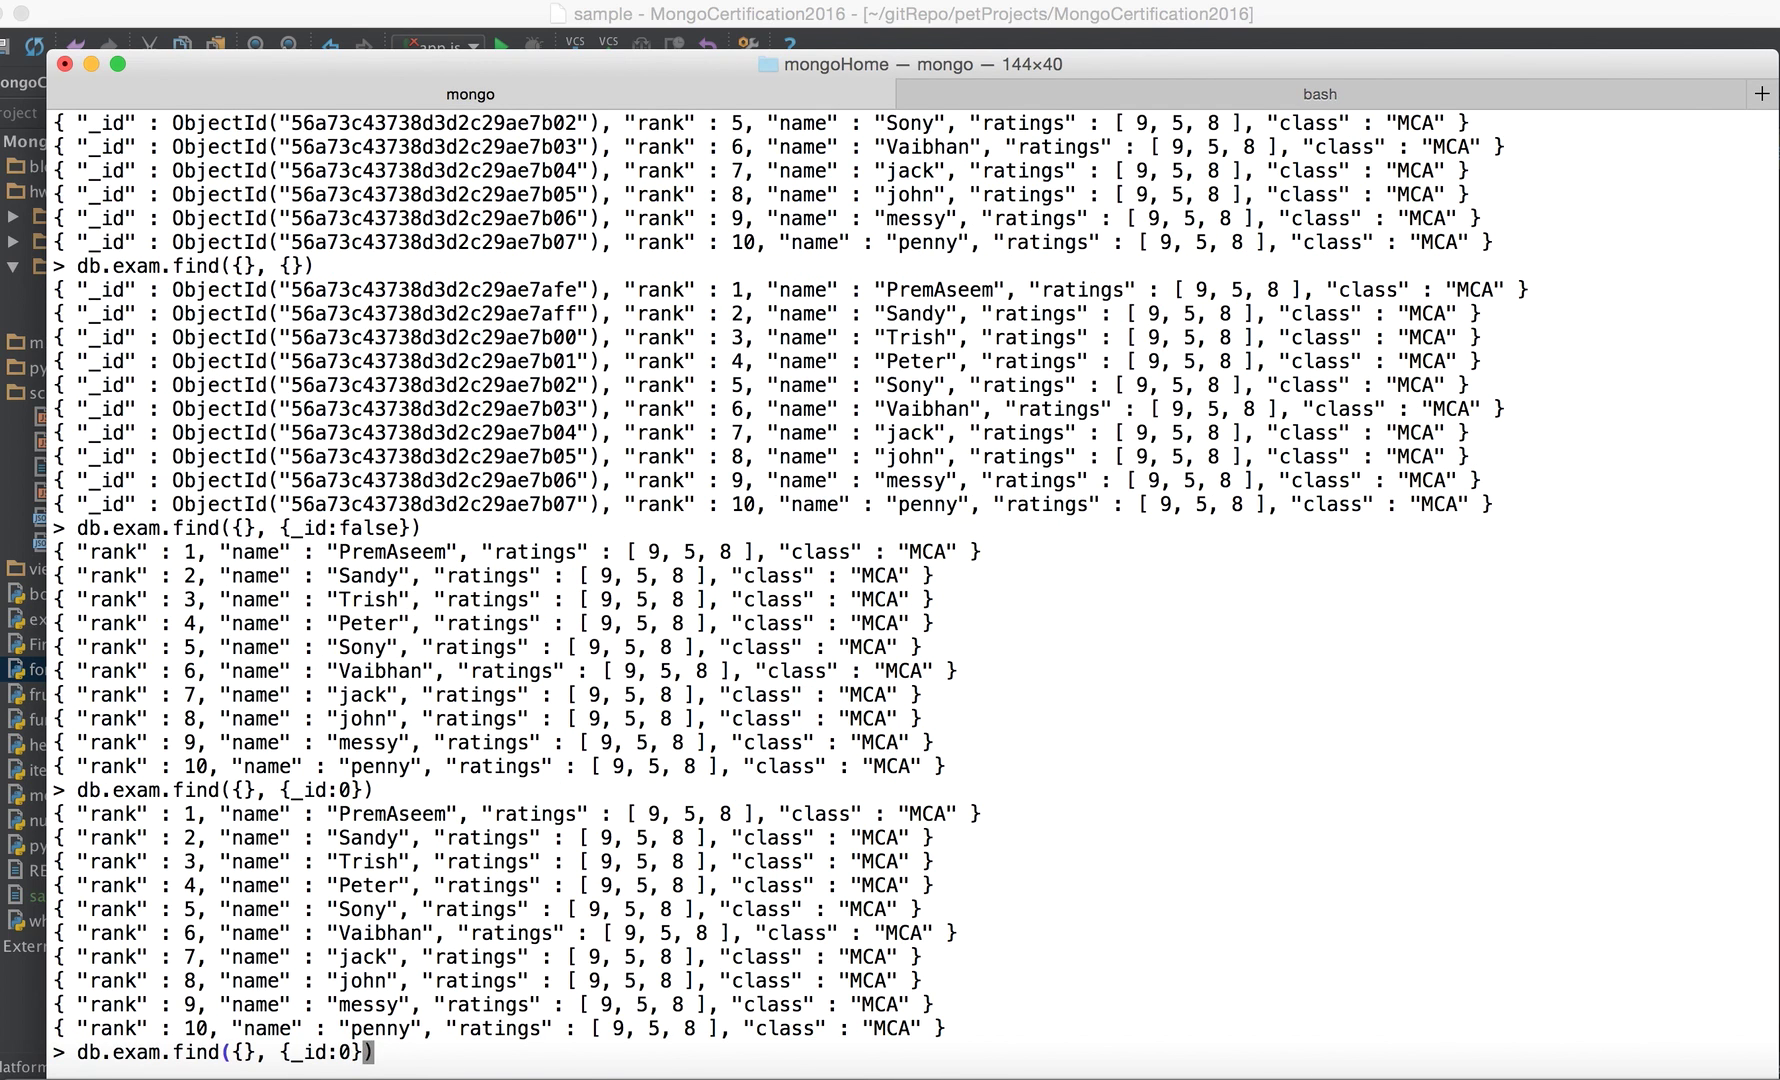 sample - MongoCertification2016 - [~/gitRepo/petProjects/MongoCertification2016]
app.js
VCS VCS
mongoHome — mongo — 144×40
mongo
bash
{ "_id" : ObjectId("56a73c43738d3d2c29ae7b02"), "rank" : 5, "name" : "Sony", "ratings" : [ 9, 5, 8 ], "class" : "MCA" }
{ "_id" : ObjectId("56a73c43738d3d2c29ae7b03"), "rank" : 6, "name" : "Vaibhan", "ratings" : [ 9, 5, 8 ], "class" : "MCA" }
{ "_id" : ObjectId("56a73c43738d3d2c29ae7b04"), "rank" : 7, "name" : "jack", "ratings" : [ 9, 5, 8 ], "class" : "MCA" }
{ "_id" : ObjectId("56a73c43738d3d2c29ae7b05"), "rank" : 8, "name" : "john", "ratings" : [ 9, 5, 8 ], "class" : "MCA" }
{ "_id" : ObjectId("56a73c43738d3d2c29ae7b06"), "rank" : 9, "name" : "messy", "ratings" : [ 9, 5, 8 ], "class" : "MCA" }
{ "_id" : ObjectId("56a73c43738d3d2c29ae7b07"), "rank" : 10, "name" : "penny", "ratings" : [ 9, 5, 8 ], "class" : "MCA" }
> db.exam.find({}, {})
{ "_id" : ObjectId("56a73c43738d3d2c29ae7afe"), "rank" : 1, "name" : "PremAseem", "ratings" : [ 9, 5, 8 ], "class" : "MCA" }
{ "_id" : ObjectId("56a73c43738d3d2c29ae7aff"), "rank" : 2, "name" : "Sandy", "ratings" : [ 9, 5, 8 ], "class" : "MCA" }
{ "_id" : ObjectId("56a73c43738d3d2c29ae7b00"), "rank" : 3, "name" : "Trish", "ratings" : [ 9, 5, 8 ], "class" : "MCA" }
{ "_id" : ObjectId("56a73c43738d3d2c29ae7b01"), "rank" : 4, "name" : "Peter", "ratings" : [ 9, 5, 8 ], "class" : "MCA" }
{ "_id" : ObjectId("56a73c43738d3d2c29ae7b02"), "rank" : 5, "name" : "Sony", "ratings" : [ 9, 5, 8 ], "class" : "MCA" }
{ "_id" : ObjectId("56a73c43738d3d2c29ae7b03"), "rank" : 6, "name" : "Vaibhan", "ratings" : [ 9, 5, 8 ], "class" : "MCA" }
{ "_id" : ObjectId("56a73c43738d3d2c29ae7b04"), "rank" : 7, "name" : "jack", "ratings" : [ 9, 5, 8 ], "class" : "MCA" }
{ "_id" : ObjectId("56a73c43738d3d2c29ae7b05"), "rank" : 8, "name" : "john", "ratings" : [ 9, 5, 8 ], "class" : "MCA" }
{ "_id" : ObjectId("56a73c43738d3d2c29ae7b06"), "rank" : 9, "name" : "messy", "ratings" : [ 9, 5, 8 ], "class" : "MCA" }
{ "_id" : ObjectId("56a73c43738d3d2c29ae7b07"), "rank" : 10, "name" : "penny", "ratings" : [ 9, 5, 8 ], "class" : "MCA" }
> db.exam.find({}, {_id:false})
{ "rank" : 1, "name" : "PremAseem", "ratings" : [ 9, 5, 8 ], "class" : "MCA" }
{ "rank" : 2, "name" : "Sandy", "ratings" : [ 9, 5, 8 ], "class" : "MCA" }
{ "rank" : 3, "name" : "Trish", "ratings" : [ 9, 5, 8 ], "class" : "MCA" }
{ "rank" : 4, "name" : "Peter", "ratings" : [ 9, 5, 8 ], "class" : "MCA" }
{ "rank" : 5, "name" : "Sony", "ratings" : [ 9, 5, 8 ], "class" : "MCA" }
{ "rank" : 6, "name" : "Vaibhan", "ratings" : [ 9, 5, 8 ], "class" : "MCA" }
{ "rank" : 7, "name" : "jack", "ratings" : [ 9, 5, 8 ], "class" : "MCA" }
{ "rank" : 8, "name" : "john", "ratings" : [ 9, 5, 8 ], "class" : "MCA" }
{ "rank" : 9, "name" : "messy", "ratings" : [ 9, 5, 8 ], "class" : "MCA" }
{ "rank" : 10, "name" : "penny", "ratings" : [ 9, 5, 8 ], "class" : "MCA" }
> db.exam.find({}, {_id:0})
{ "rank" : 1, "name" : "PremAseem", "ratings" : [ 9, 5, 8 ], "class" : "MCA" }
{ "rank" : 2, "name" : "Sandy", "ratings" : [ 9, 5, 8 ], "class" : "MCA" }
{ "rank" : 3, "name" : "Trish", "ratings" : [ 9, 5, 8 ], "class" : "MCA" }
{ "rank" : 4, "name" : "Peter", "ratings" : [ 9, 5, 8 ], "class" : "MCA" }
{ "rank" : 5, "name" : "Sony", "ratings" : [ 9, 5, 8 ], "class" : "MCA" }
{ "rank" : 6, "name" : "Vaibhan", "ratings" : [ 9, 5, 8 ], "class" : "MCA" }
{ "rank" : 7, "name" : "jack", "ratings" : [ 9, 5, 8 ], "class" : "MCA" }
{ "rank" : 8, "name" : "john", "ratings" : [ 9, 5, 8 ], "class" : "MCA" }
{ "rank" : 9, "name" : "messy", "ratings" : [ 9, 5, 8 ], "class" : "MCA" }
{ "rank" : 10, "name" : "penny", "ratings" : [ 9, 5, 8 ], "class" : "MCA" }
> db.exam.find({}, {_id:0})